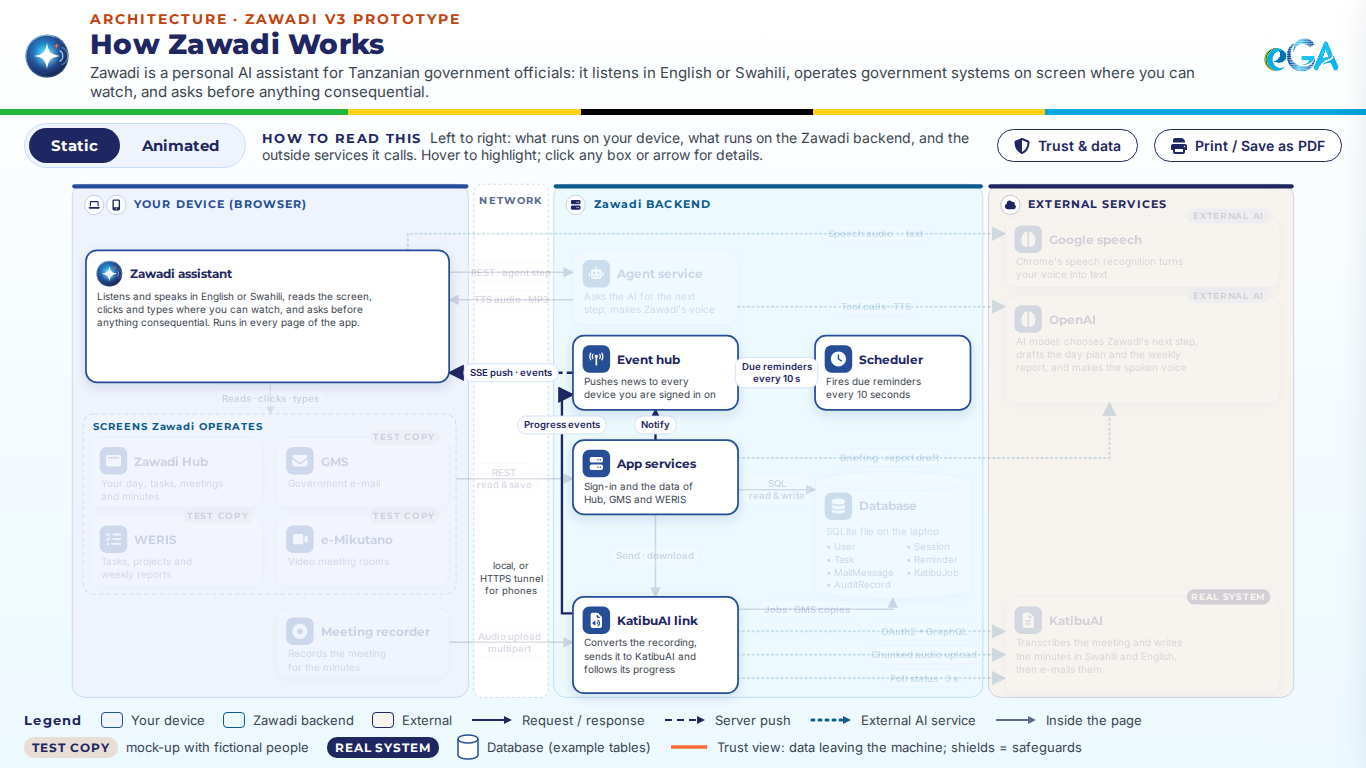 ARCHITECTURE · ZAWADI V3 PROTOTYPE
How Zawadi Works
Zawadi is a personal AI assistant for Tanzanian government officials: it listens in English or Swahili, operates government systems on screen where you can
watch, and asks before anything consequential.
eGA
Static
Animated
HOW TO READ THIS Left to right: what runs on your device, what runs on the Zawadi backend, and the
outside services it calls. Hover to highlight; click any box or arrow for details.
Trust & data
Print / Save as PDF
YOUR DEVICE (BROWSER)
NETWORK
Zawadi BACKEND
EXTERNAL SERVICES
Zawadi assistant
Listens and speaks in English or Swahili, reads the screen,
clicks and types where you can watch, and asks before
anything consequential. Runs in every page of the app.
REST · agent step
TTS audio · MP3
SSE push · events
Reads · clicks · types
SCREENS Zawadi OPERATES
Zawadi Hub
Your day, tasks, meetings
and minutes
TEST COPY
GMS
Government e-mail
TEST COPY
WERIS
Tasks, projects and
weekly reports
TEST COPY
e-Mikutano
Video meeting rooms
Meeting recorder
Records the meeting
for the minutes
REST
read & save
local, or
HTTPS tunnel
for phones
Audio upload
multipart
Agent service
Asks the AI for the next
step; makes Zawadi's voice
Event hub
Pushes news to every
device you are signed in on
Due reminders
every 10 s
Scheduler
Fires due reminders
every 10 seconds
Progress events
Notify
App services
Sign-in and the data of
Hub, GMS and WERIS
SQL
read & write
Database
SQLite file on the laptop
• User
• Session
• Task
• Reminder
• MailMessage
• KatibuJob
• AuditRecord
Send · download
KatibuAI link
Converts the recording,
sends it to KatibuAI and
follows its progress
Jobs · GMS copies
Speech audio → text
Tool calls · TTS
Briefing · report draft
OAuth2 + GraphQL
Chunked audio upload
Poll status · 3 s
EXTERNAL AI
Google speech
Chrome's speech recognition turns
your voice into text
EXTERNAL AI
OpenAI
AI model: chooses Zawadi's next step,
drafts the day plan and the weekly
report, and makes the spoken voice
REAL SYSTEM
KatibuAI
Transcribes the meeting and writes
the minutes in Swahili and English,
then e-mails them
Legend
Your device
Zawadi backend
External
Request / response
Server push
External AI service
Inside the page
TEST COPY
mock-up with fictional people
REAL SYSTEM
Database (example tables)
Trust view: data leaving the machine; shields = safeguards